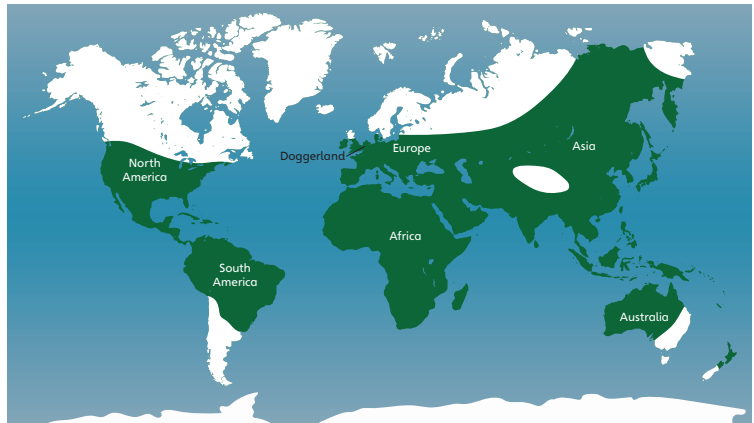 Doggerland
Europe
Asia
North
America
Africa
South
America
Australia